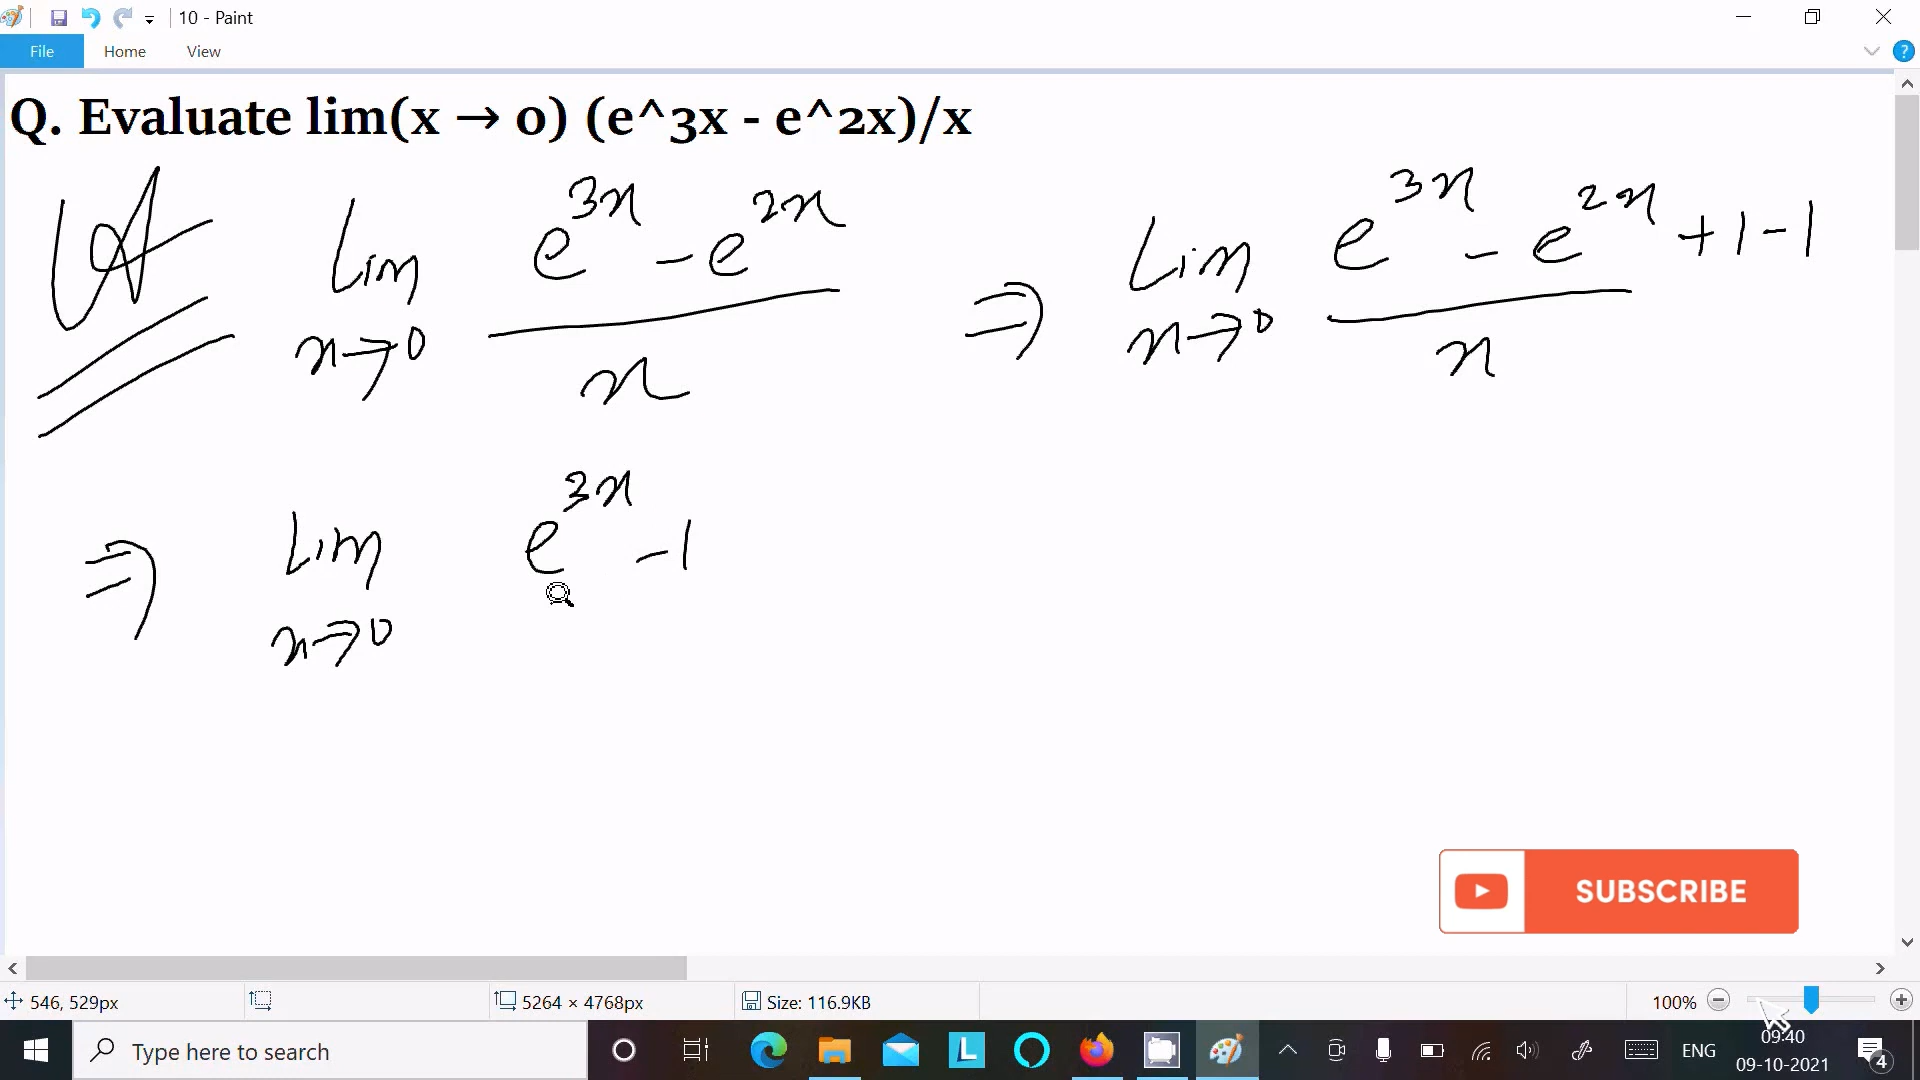 10 - Paint
File Home View
Q. Evaluate lim(x → 0) (e^3x - e^2x)/x
Lim x→0 (e^3x - e^2x)/x ⇒ Lim x→0 (e^3x - e^2x + 1 - 1)/x
⇒ Lim x→0 e^3x - 1
SUBSCRIBE
546, 529px 5264 × 4768px Size: 116.9KB 100%
Type here to search L ENG 09:40
09-10-2021 4